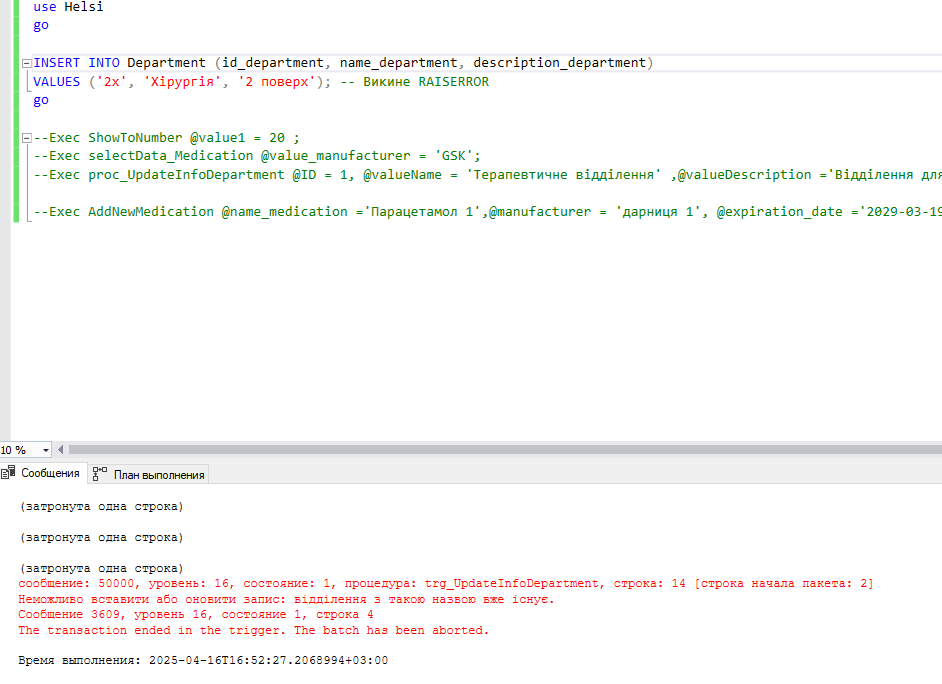 use Helsi
go
INSERT INTO Department (id_department, name_department, description_department)
VALUES ('2x', 'Хірургія', '2 поверх'); -- Викине RAISERROR
go
--Exec ShowToNumber @value1 = 20 ;
--Exec selectData_Medication @value_manufacturer = 'GSK';
--Exec proc_UpdateInfoDepartment @ID = 1, @valueName = 'Терапевтичне відділення' ,@valueDescription ='Відділення для
--Exec AddNewMedication @name_medication ='Парацетамол 1',@manufacturer = 'дарниця 1', @expiration_date ='2029-03-19
10 %
Сообщения План выполнения
(затронута одна строка)
(затронута одна строка)
(затронута одна строка)
сообщение: 50000, уровень: 16, состояние: 1, процедура: trg_UpdateInfoDepartment, строка: 14 [строка начала пакета: 2]
Неможливо вставити або оновити запис: відділення з такою назвою вже існує.
Сообщение 3609, уровень 16, состояние 1, строка 4
The transaction ended in the trigger. The batch has been aborted.
Время выполнения: 2025-04-16T16:52:27.2068994+03:00